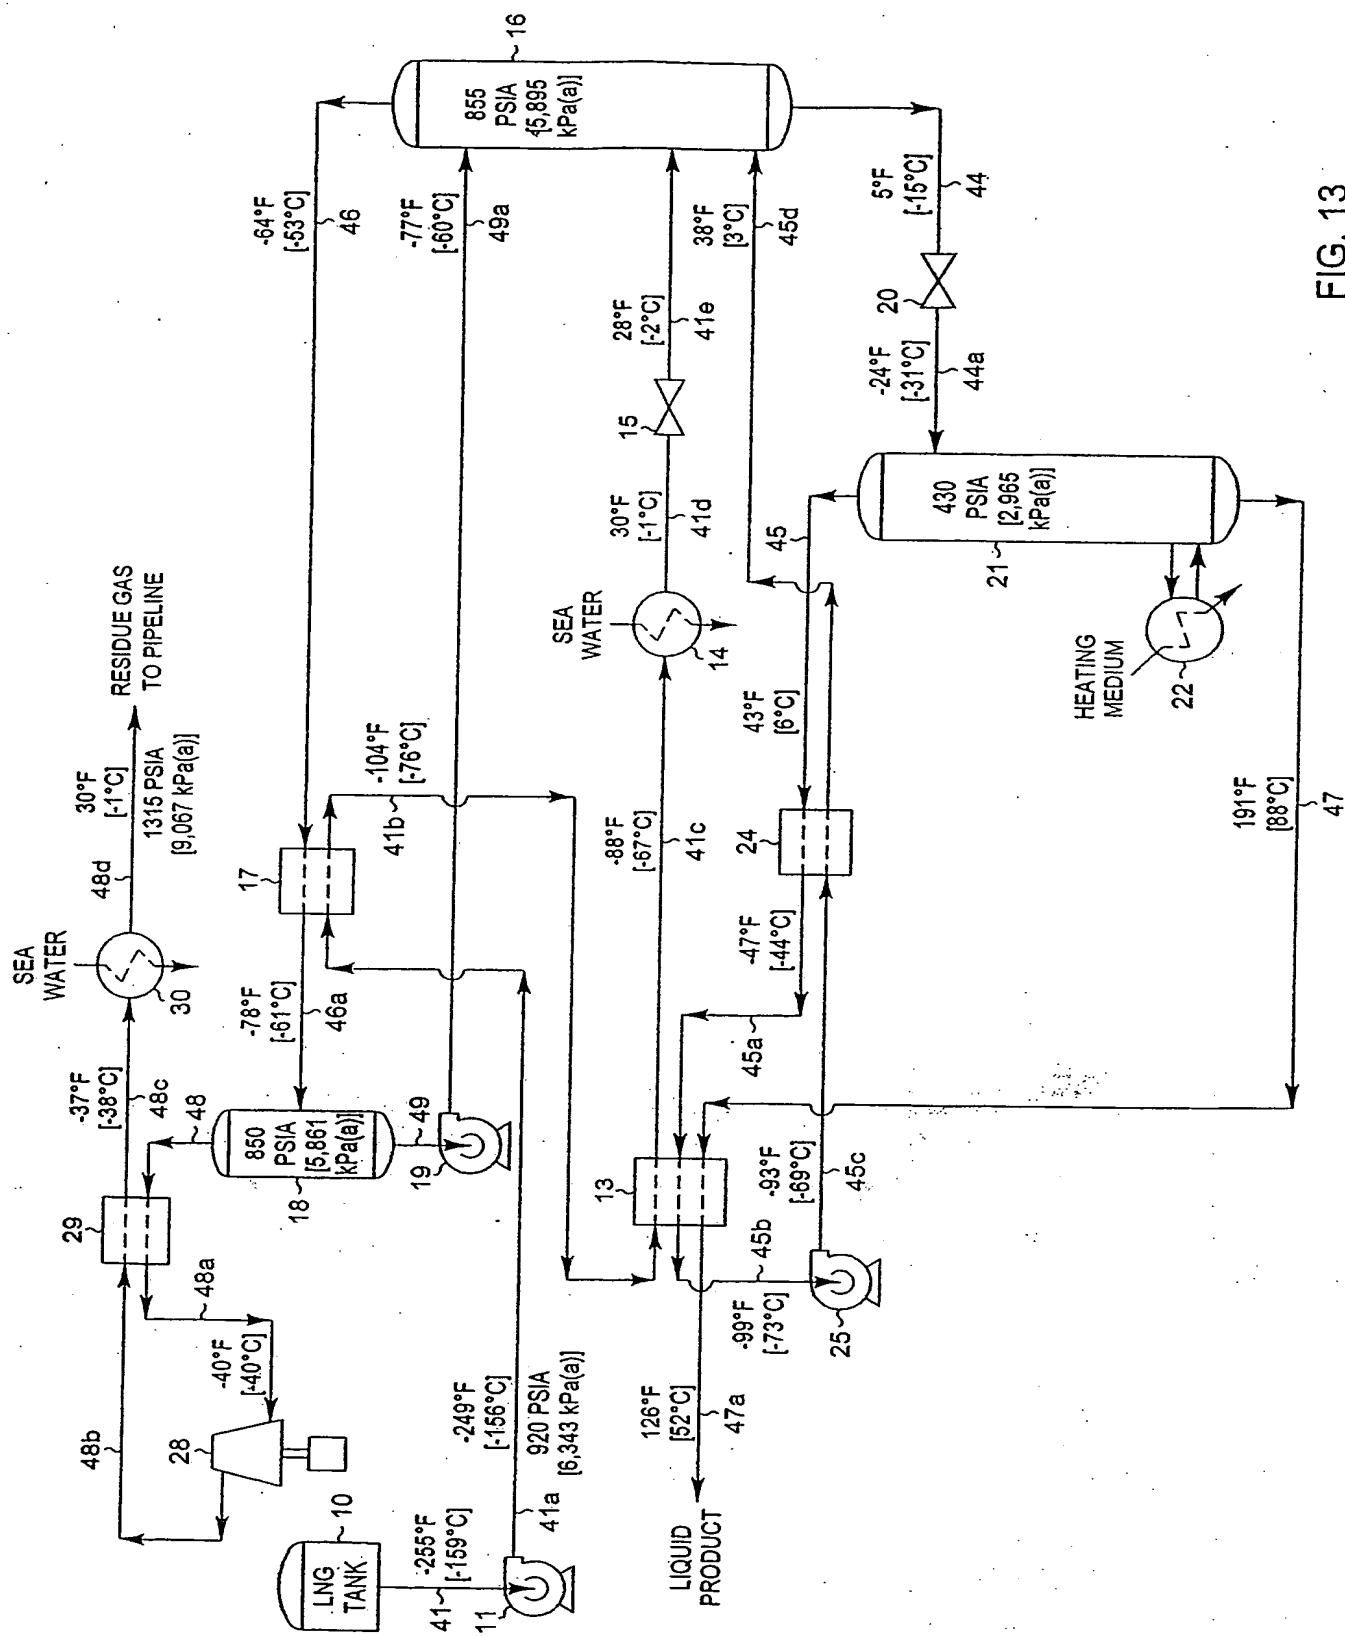 SEA
WATER
30
48b
29
-37°F
[-38°C]
48c
48d
30°F
[-1°C]
1315 PSIA
[9,067 kPa(a)]
RESIDUE GAS
TO PIPELINE
28
48a
-40°F
[-40°C]
48
850
PSIA
[5,861
kPa(a)]
18
-78°F
[-61°C]
46a
17
-64°F
[-53°C]
46
LNG
TANK
10
41
-255°F
[-159°C]
11
41a
-249°F
[-156°C]
920 PSIA
[6,343 kPa(a)]
19
49
41b
-104°F
[-76°C]
-77°F
[-60°C]
49a
855
PSIA
[5,895
kPa(a)]
16
SEA
WATER
14
13
-88°F
[-67°C]
41c
30°F
[-1°C]
41d
15
28°F
[-2°C]
41e
LIQUID
PRODUCT
126°F
[52°C]
47a
-99°F
[-73°C]
45b
45a
-47°F
[-44°C]
24
43°F
[6°C]
45
38°F
[3°C]
45d
25
-93°F
[-69°C]
45c
430
PSIA
[2,965
kPa(a)]
21
-24°F
[-31°C]
44a
20
5°F
[-15°C]
44
HEATING
MEDIUM
22
191°F
[88°C]
47
FIG. 13